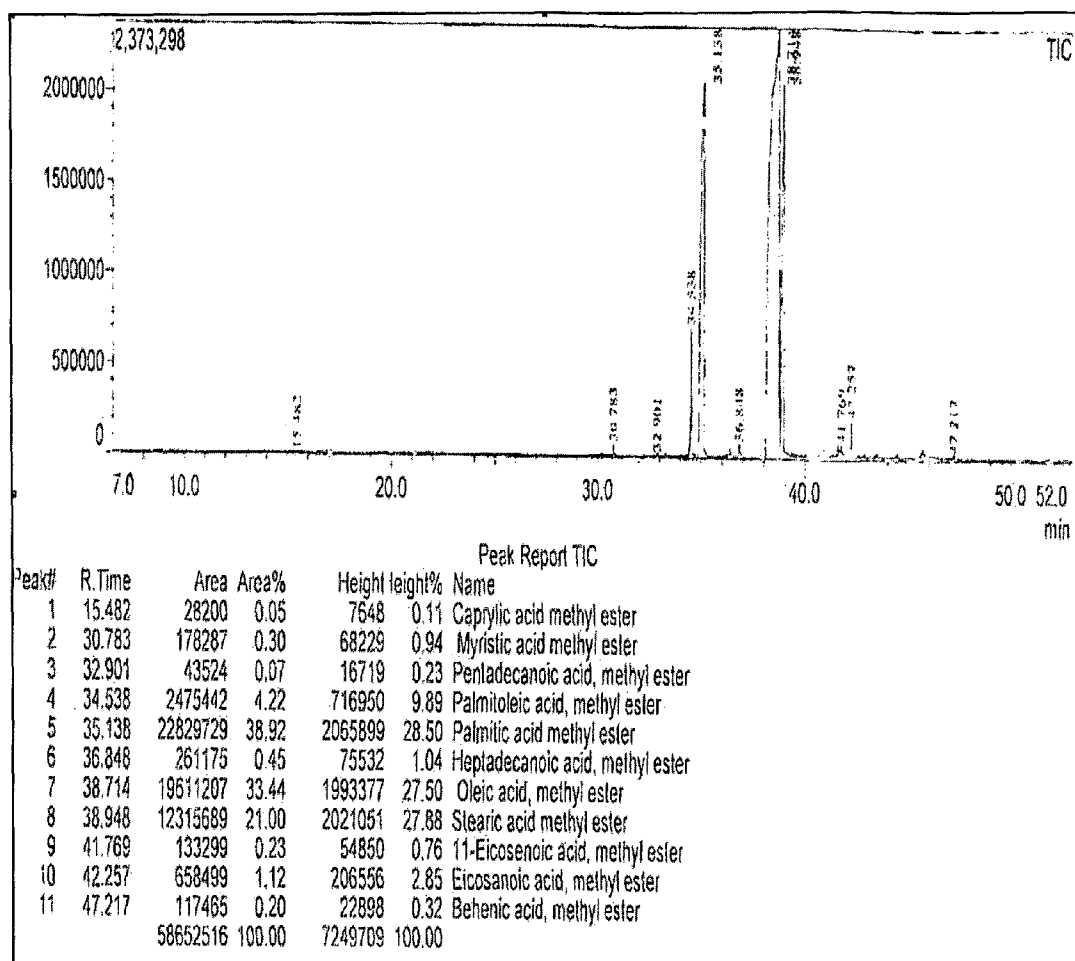 2,373,298
TIC
2000000
1500000
1000000
500000
0
15.482
30.783
32.901
34.538
35.138
36.848
38.714
38.948
41.769
42.257
47.217
7.0 10.0 20.0 30.0 40.0 50.0 52.0
min
Peak Report TIC
Peak# R.Time Area Area% Height Height% Name
1 15.482 28200 0.05 7648 0.11 Caprylic acid methyl ester
2 30.783 178287 0.30 68229 0.94 Myristic acid methyl ester
3 32.901 43524 0.07 16719 0.23 Pentadecanoic acid, methyl ester
4 34.538 2475442 4.22 716950 9.89 Palmitoleic acid, methyl ester
5 35.138 22829729 38.92 2065899 28.50 Palmitic acid methyl ester
6 36.848 261175 0.45 75532 1.04 Heptadecanoic acid, methyl ester
7 38.714 19611207 33.44 1993377 27.50 Oleic acid, methyl ester
8 38.948 12315689 21.00 2021051 27.88 Stearic acid methyl ester
9 41.769 133299 0.23 54850 0.76 11-Eicosenoic acid, methyl ester
10 42.257 658499 1.12 206556 2.85 Eicosanoic acid, methyl ester
11 47.217 117465 0.20 22898 0.32 Behenic acid, methyl ester
58652516 100.00 7249709 100.00